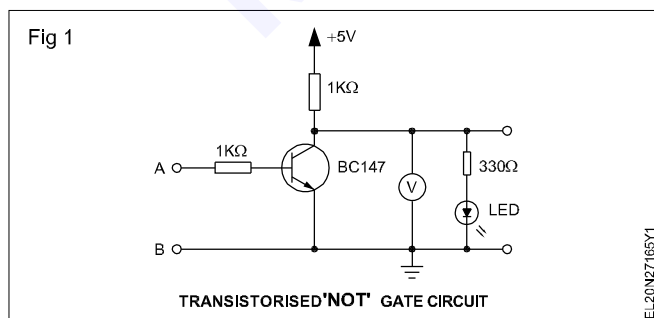 Fig 1
+5V
1KΩ
1KΩ
A
BC147
V
330Ω
LED
B
TRANSISTORISED 'NOT' GATE CIRCUIT
EL20N27165Y1